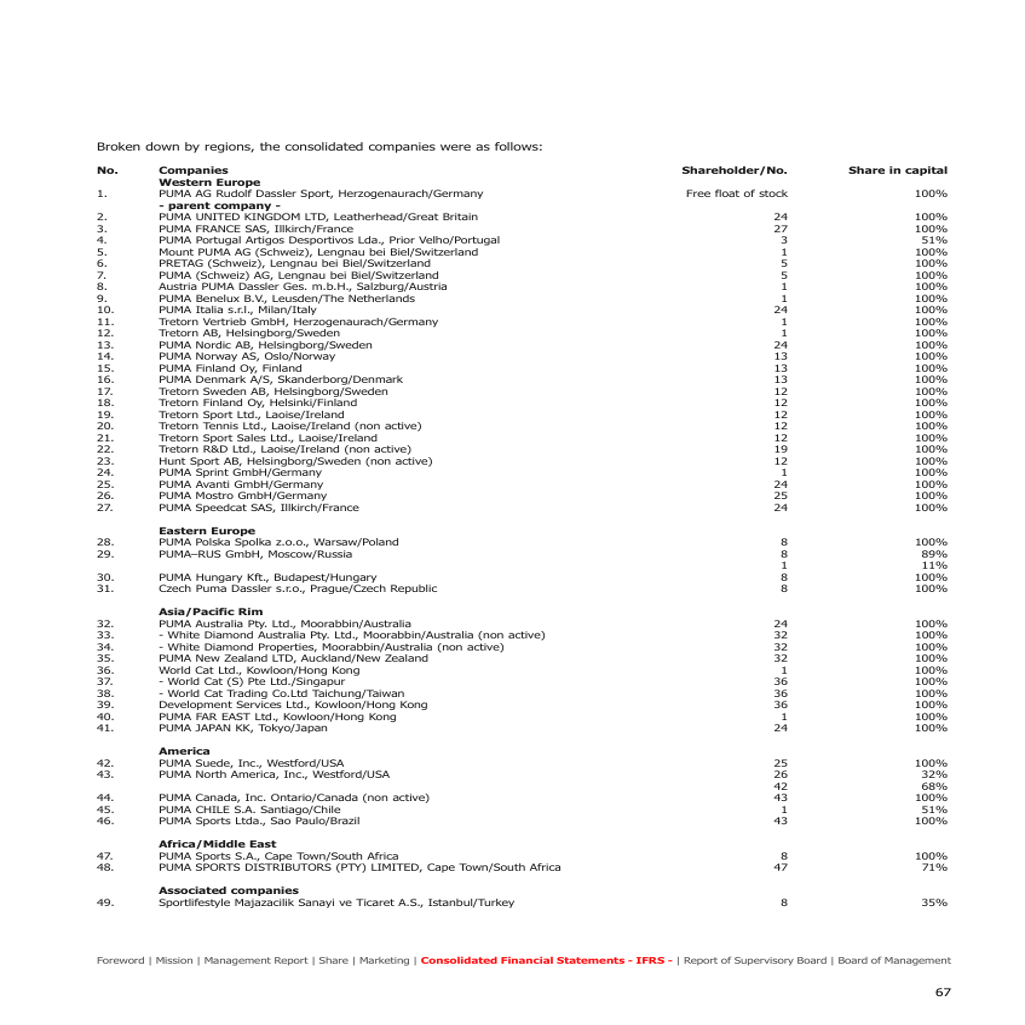 Broken down by regions, the consolidated companies were as follows:
No. Companies Shareholder/No. Share in capital
Western Europe
1. PUMA AG Rudolf Dassler Sport, Herzogenaurach/Germany Free float of stock 100%
- parent company -
2. PUMA UNITED KINGDOM LTD, Leatherhead/Great Britain 24 100%
3. PUMA FRANCE SAS, Illkirch/France 27 100%
4. PUMA Portugal Artigos Desportivos Lda., Prior Velho/Portugal 3 51%
5. Mount PUMA AG (Schweiz), Lengnau bei Biel/Switzerland 1 100%
6. PRETAG (Schweiz), Lengnau bei Biel/Switzerland 5 100%
7. PUMA (Schweiz) AG, Lengnau bei Biel/Switzerland 5 100%
8. Austria PUMA Dassler Ges. m.b.H., Salzburg/Austria 1 100%
9. PUMA Benelux B.V., Leusden/The Netherlands 1 100%
10. PUMA Italia s.r.l., Milan/Italy 24 100%
11. Tretorn Vertrieb GmbH, Herzogenaurach/Germany 1 100%
12. Tretorn AB, Helsingborg/Sweden 1 100%
13. PUMA Nordic AB, Helsingborg/Sweden 24 100%
14. PUMA Norway AS, Oslo/Norway 13 100%
15. PUMA Finland Oy, Finland 13 100%
16. PUMA Denmark A/S, Skanderborg/Denmark 13 100%
17. Tretorn Sweden AB, Helsingborg/Sweden 12 100%
18. Tretorn Finland Oy, Helsinki/Finland 12 100%
19. Tretorn Sport Ltd., Laoise/Ireland 12 100%
20. Tretorn Tennis Ltd., Laoise/Ireland (non active) 12 100%
21. Tretorn Sport Sales Ltd., Laoise/Ireland 12 100%
22. Tretorn R&D Ltd., Laoise/Ireland (non active) 19 100%
23. Hunt Sport AB, Helsingborg/Sweden (non active) 12 100%
24. PUMA Sprint GmbH/Germany 1 100%
25. PUMA Avanti GmbH/Germany 24 100%
26. PUMA Mostro GmbH/Germany 25 100%
27. PUMA Speedcat SAS, Illkirch/France 24 100%
Eastern Europe
28. PUMA Polska Spolka z.o.o., Warsaw/Poland 8 100%
29. PUMA–RUS GmbH, Moscow/Russia 8 89%
1 11%
30. PUMA Hungary Kft., Budapest/Hungary 8 100%
31. Czech Puma Dassler s.r.o., Prague/Czech Republic 8 100%
Asia/Pacific Rim
32. PUMA Australia Pty. Ltd., Moorabbin/Australia 24 100%
33. - White Diamond Australia Pty. Ltd., Moorabbin/Australia (non active) 32 100%
34. - White Diamond Properties, Moorabbin/Australia (non active) 32 100%
35. PUMA New Zealand LTD, Auckland/New Zealand 32 100%
36. World Cat Ltd., Kowloon/Hong Kong 1 100%
37. - World Cat (S) Pte Ltd./Singapur 36 100%
38. - World Cat Trading Co.Ltd Taichung/Taiwan 36 100%
39. Development Services Ltd., Kowloon/Hong Kong 36 100%
40. PUMA FAR EAST Ltd., Kowloon/Hong Kong 1 100%
41. PUMA JAPAN KK, Tokyo/Japan 24 100%
America
42. PUMA Suede, Inc., Westford/USA 25 100%
43. PUMA North America, Inc., Westford/USA 26 32%
42 68%
44. PUMA Canada, Inc. Ontario/Canada (non active) 43 100%
45. PUMA CHILE S.A. Santiago/Chile 1 51%
46. PUMA Sports Ltda., Sao Paulo/Brazil 43 100%
Africa/Middle East
47. PUMA Sports S.A., Cape Town/South Africa 8 100%
48. PUMA SPORTS DISTRIBUTORS (PTY) LIMITED, Cape Town/South Africa 47 71%
Associated companies
49. Sportlifestyle Majazacilik Sanayi ve Ticaret A.S., Istanbul/Turkey 8 35%
Foreword | Mission | Management Report | Share | Marketing | Consolidated Financial Statements - IFRS - | Report of Supervisory Board | Board of Management
67